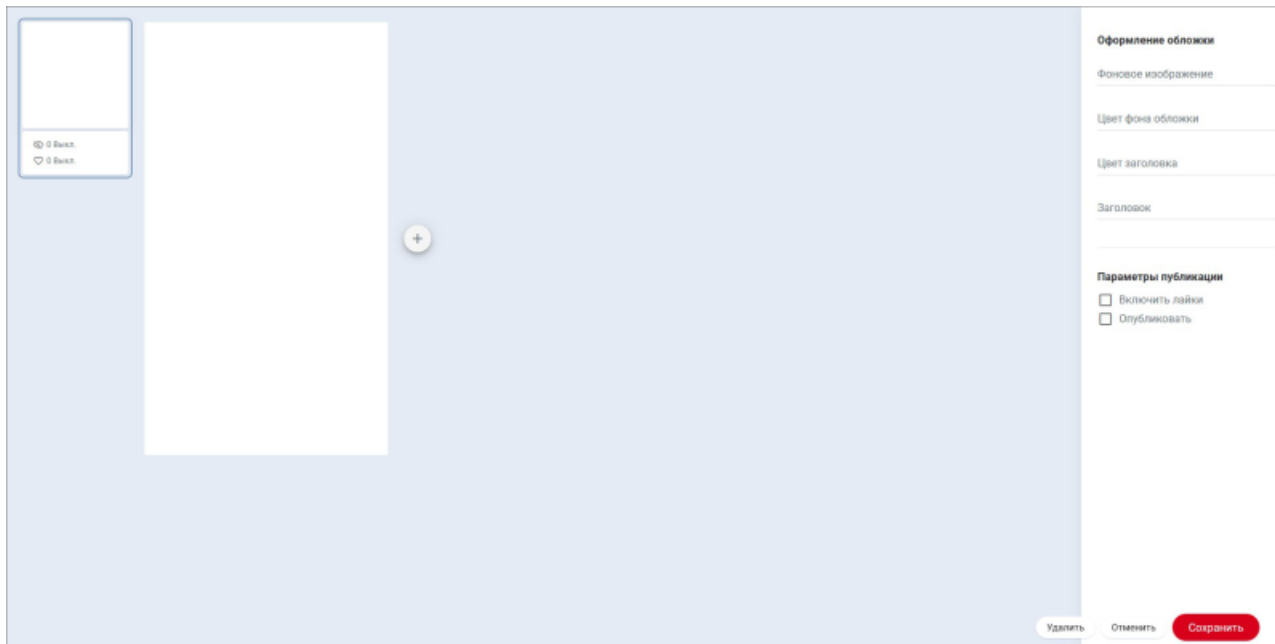 0 Выкл.
0 Выкл.
Оформление обложки
Фоновое изображение
Цвет фона обложки
Цвет заголовка
Заголовок
Параметры публикации
Включить лайки
Опубликовать
Удалить
Отменить
Сохранить